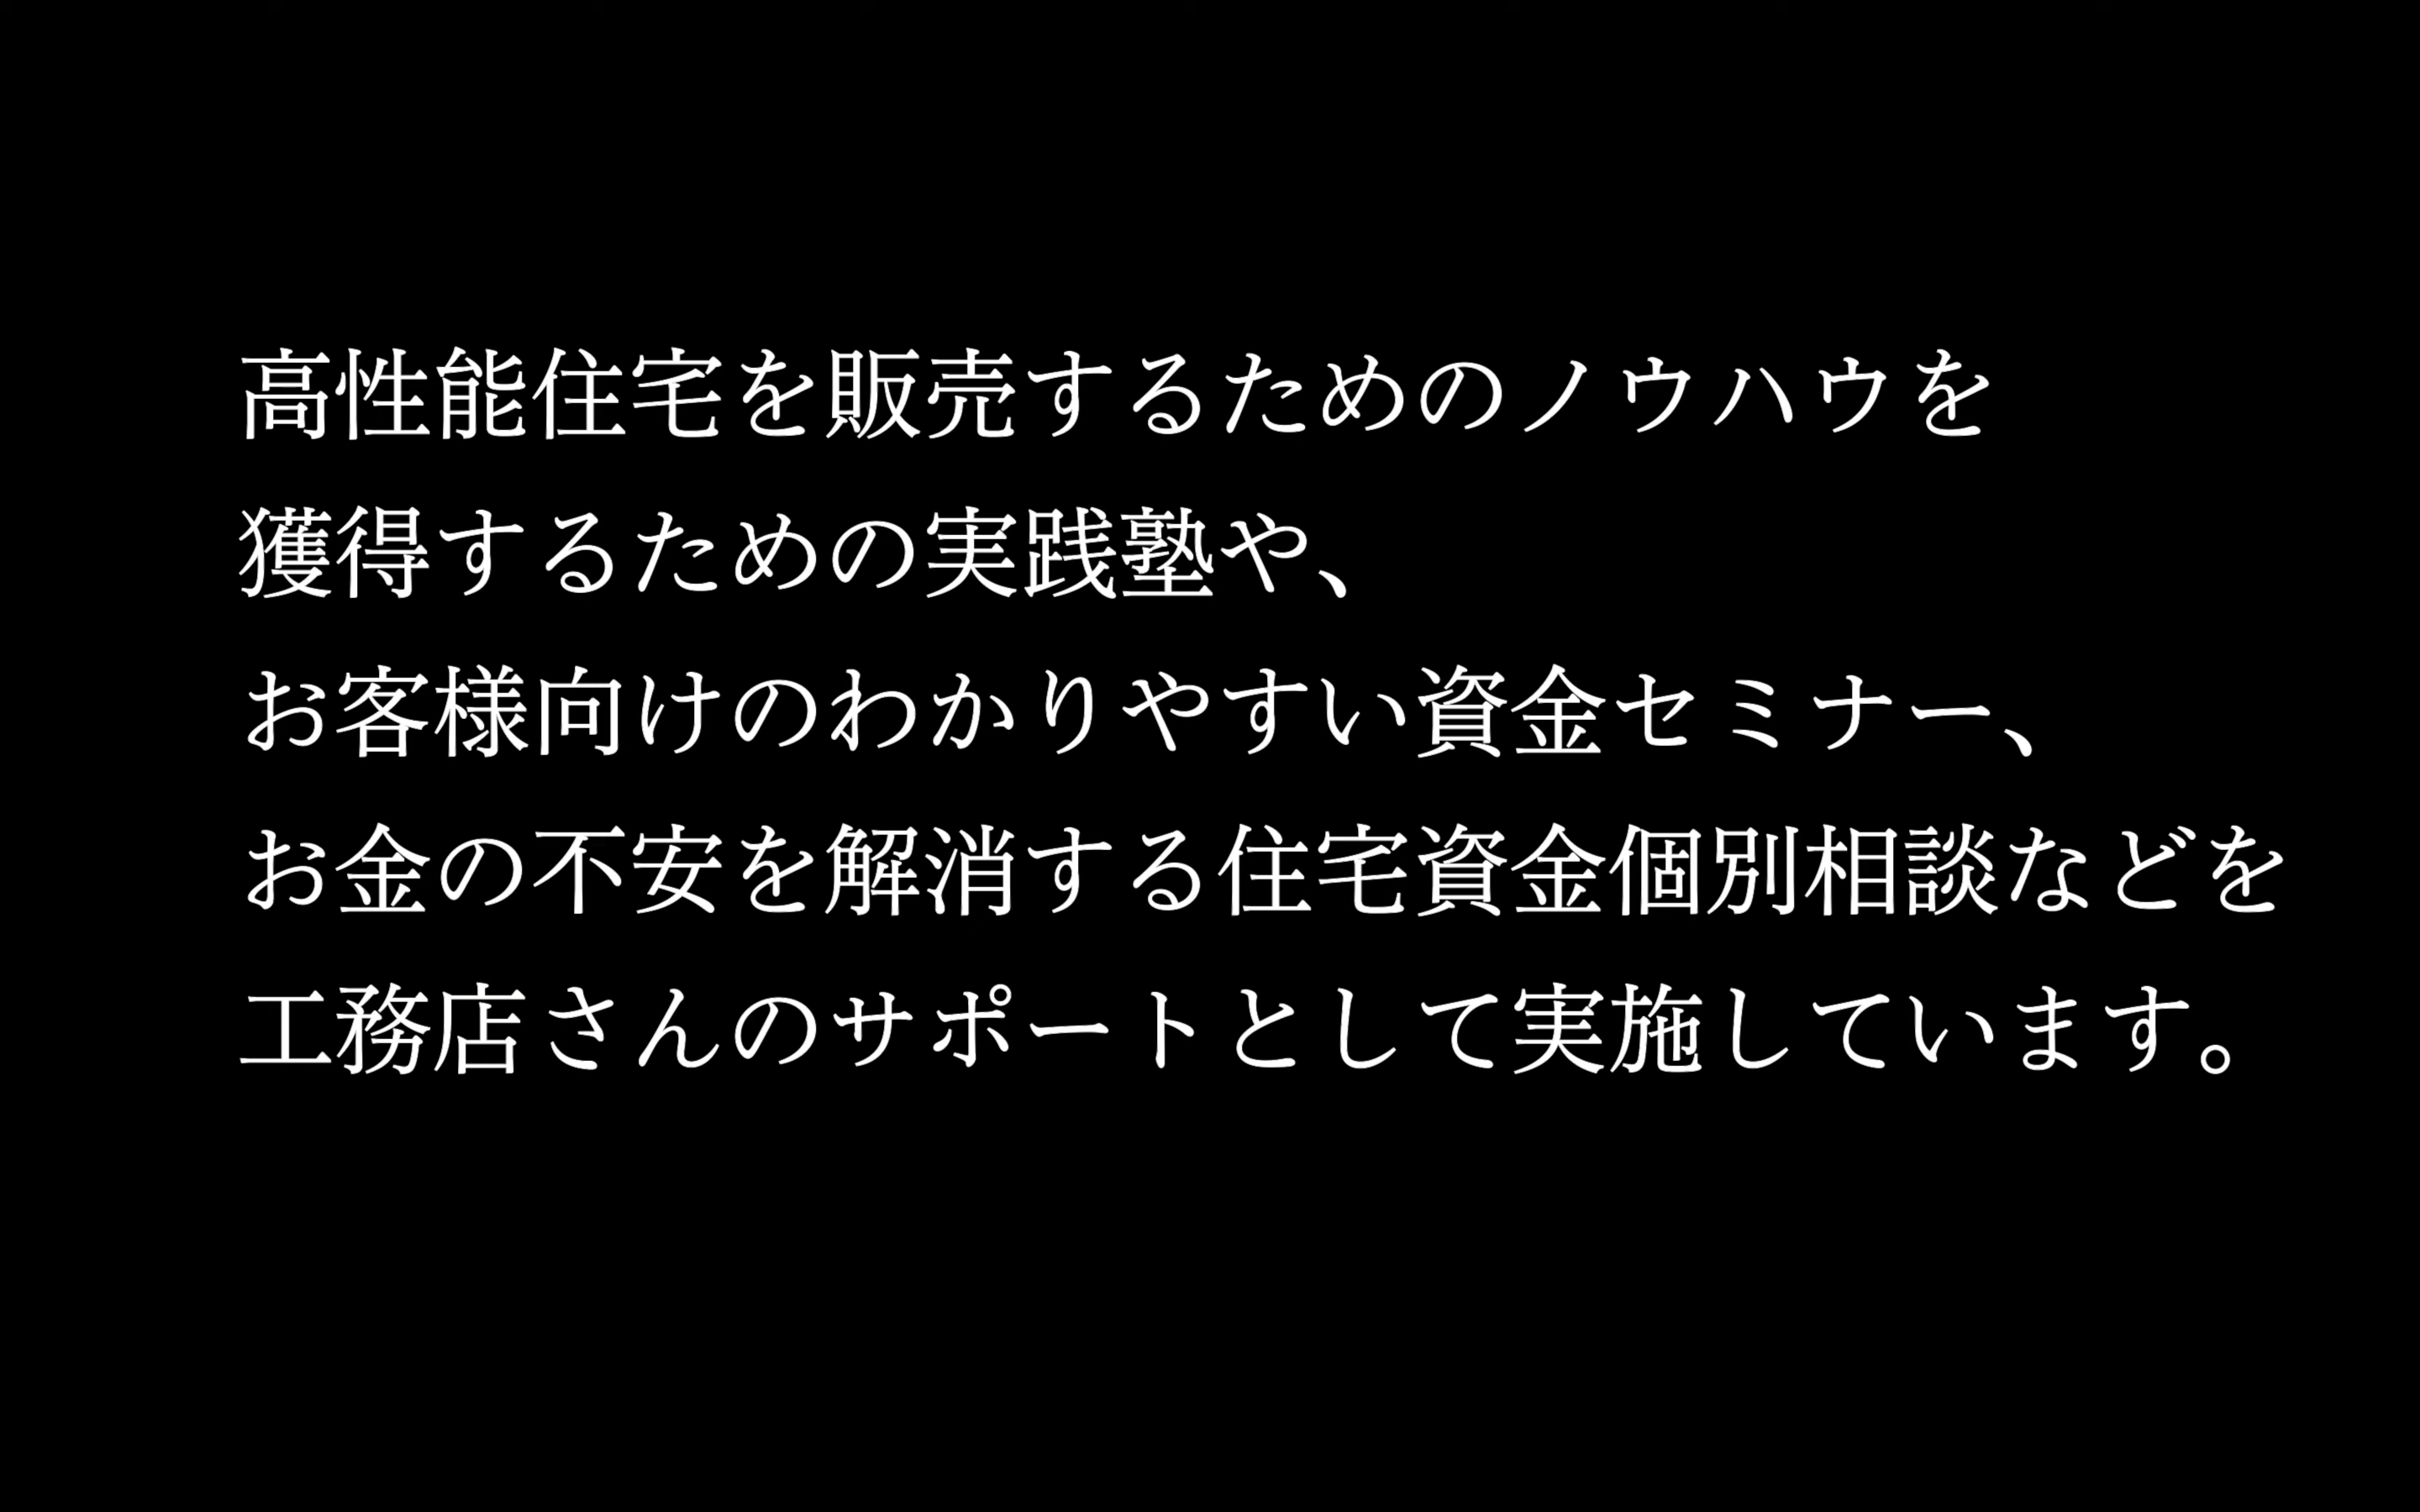 高性能住宅を販売するためのノウハウを
獲得するための実践塾や、
お客様向けのわかりやすい資金セミナー、
お金の不安を解消する住宅資金個別相談などを
工務店さんのサポートとして実施しています。